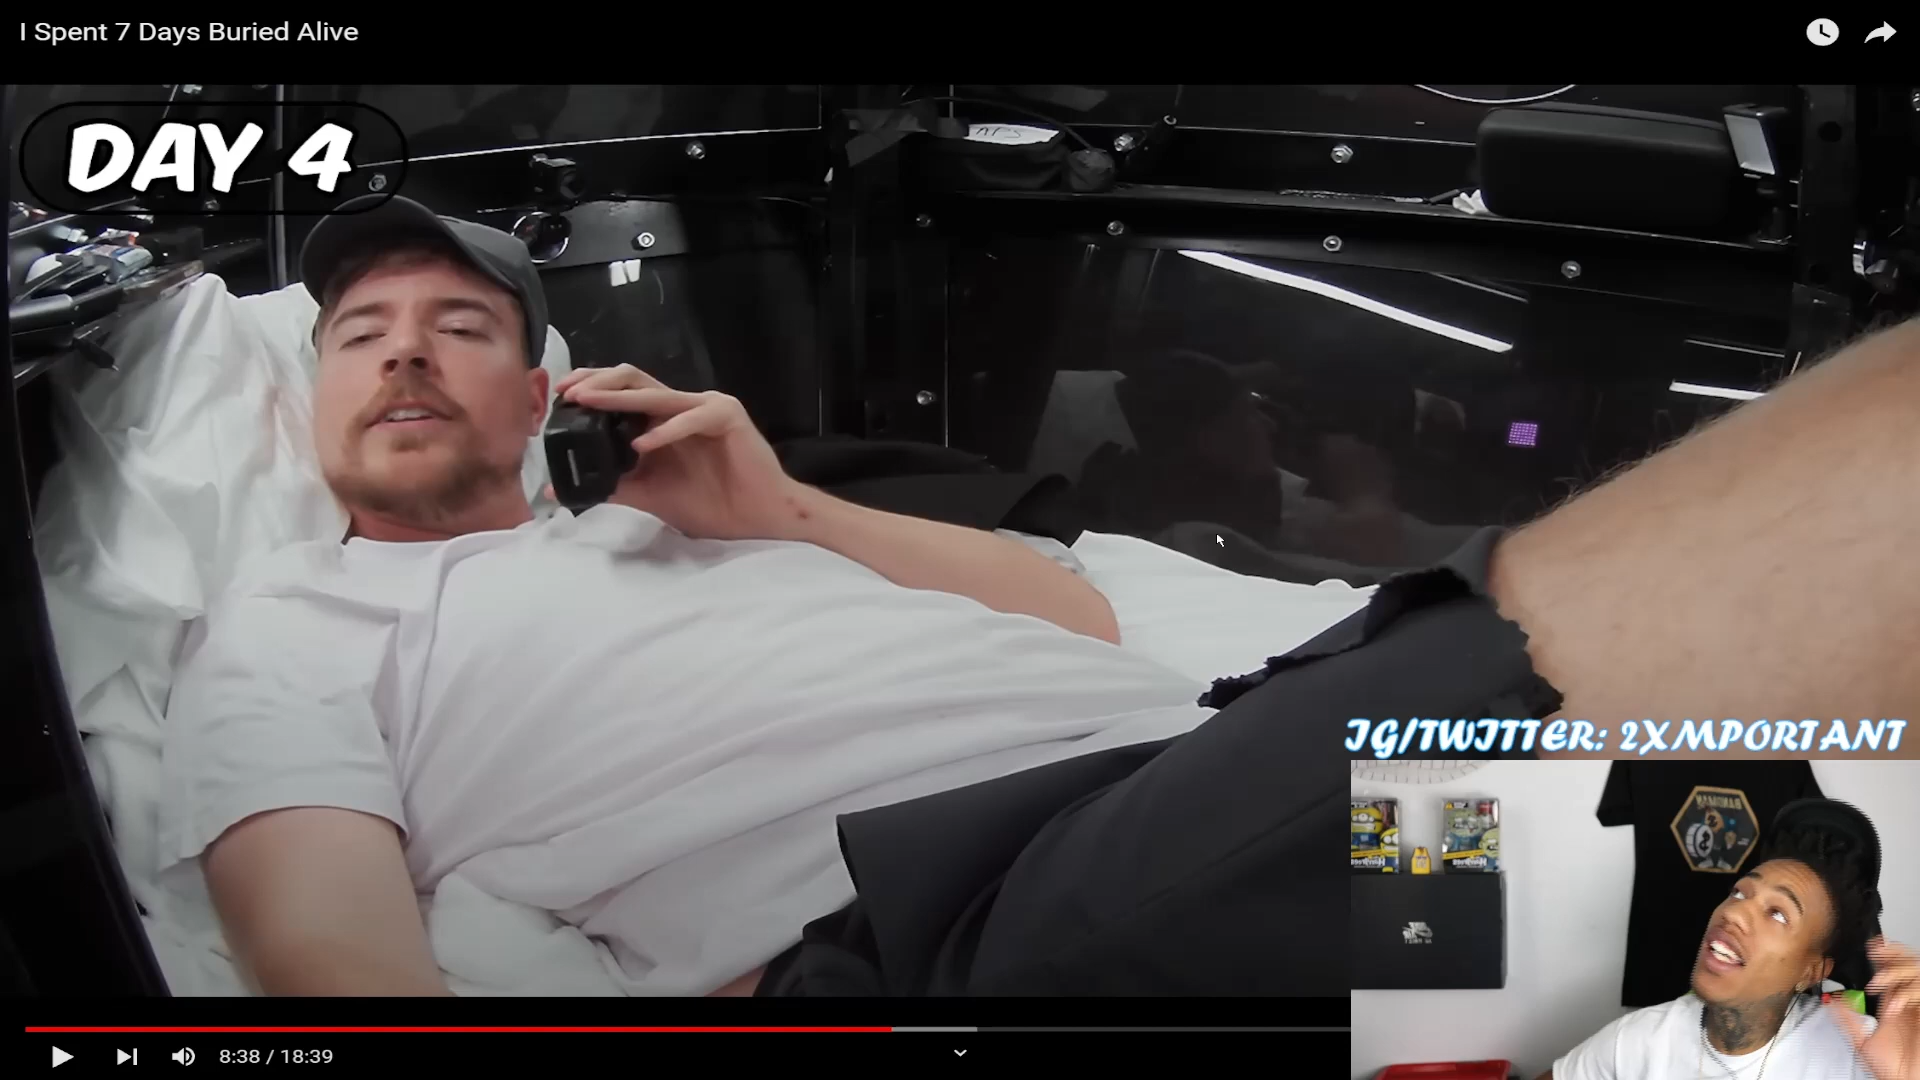 I Spent 7 Days Buried Alive
DAY 4
IG/TWITTER: 2XMPORTANT
8:38 / 18:39